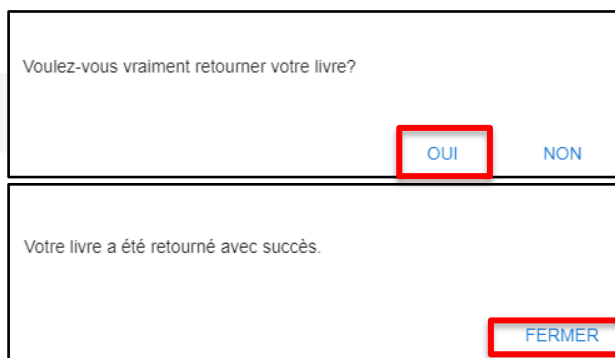 Voulez-vous vraiment retourner votre livre?
OUI NON
Votre livre a été retourné avec succès.
FERMER